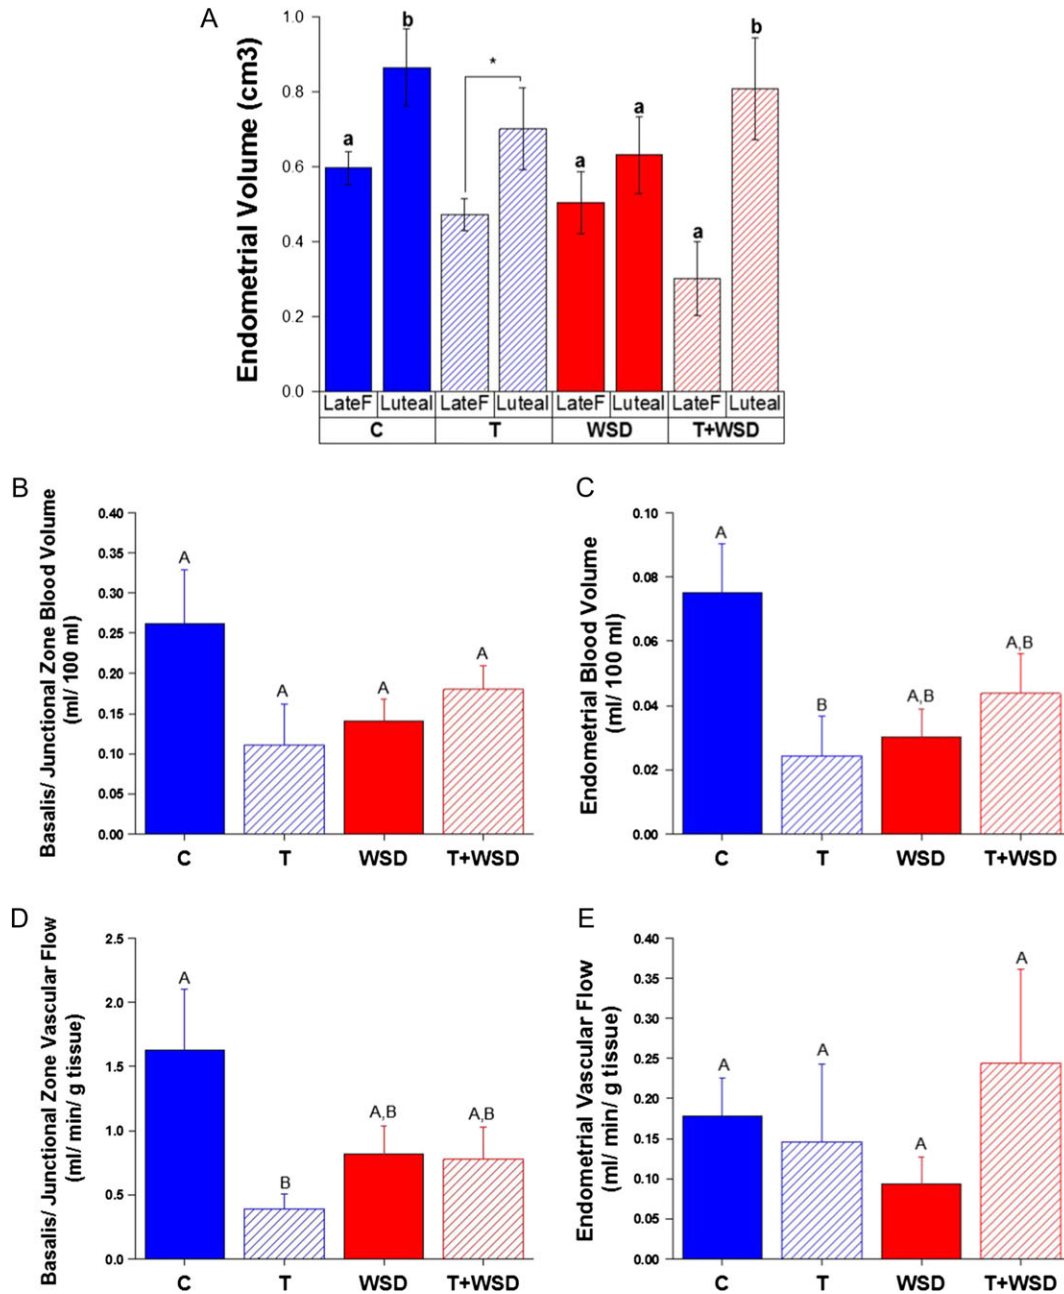 A
Endometrial Volume (cm3)
1.0
0.8
0.6
0.4
0.2
0.0
a
b
*
a
a
a
b
LateF Luteal LateF Luteal LateF Luteal LateF Luteal
C T WSD T+WSD
B
Basalis/ Junctional Zone Blood Volume
(ml/ 100 ml)
0.40
0.35
0.30
0.25
0.20
0.15
0.10
0.05
0.00
A
A
A
A
C T WSD T+WSD
C
Endometrial Blood Volume
(ml/ 100 ml)
0.10
0.08
0.06
0.04
0.02
0.00
A
B
A,B
A,B
C T WSD T+WSD
D
Basalis/ Junctional Zone Vascular Flow
(ml/ min/ g tissue)
2.5
2.0
1.5
1.0
0.5
0.0
A
B
A,B
A,B
C T WSD T+WSD
E
Endometrial Vascular Flow
(ml/ min/ g tissue)
0.40
0.35
0.30
0.25
0.20
0.15
0.10
0.05
0.00
A
A
A
A
C T WSD T+WSD